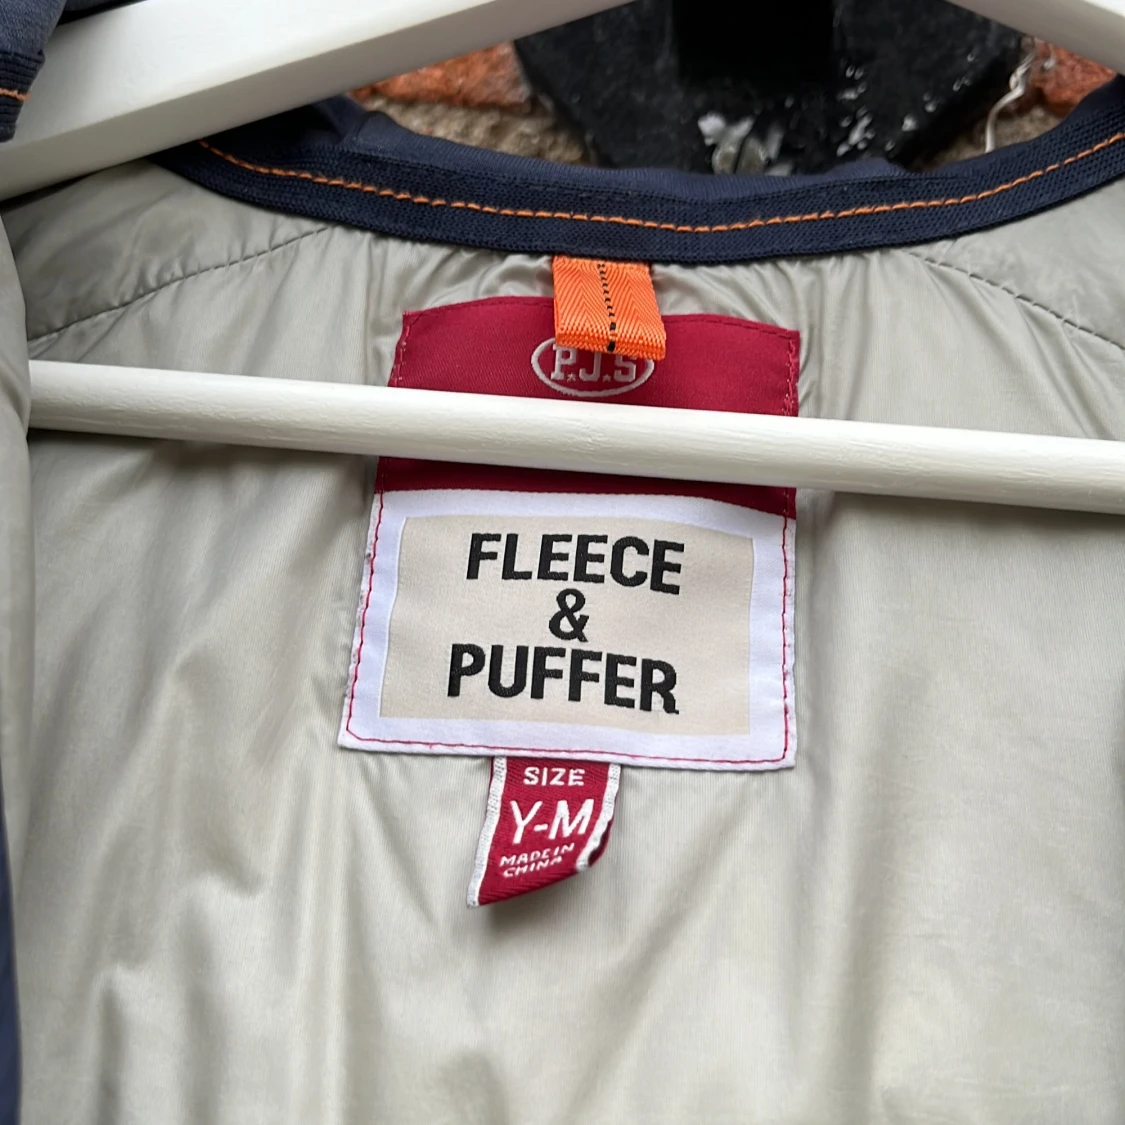 P.J.S
FLEECE
&
PUFFER
SIZE
Y-M
MADE IN
CHINA